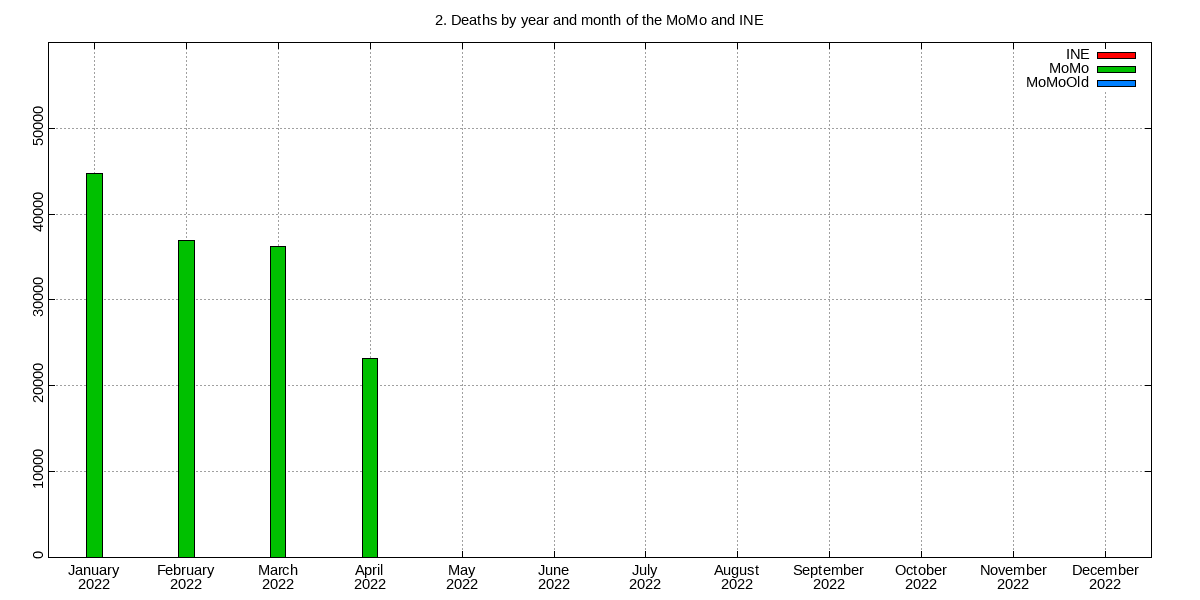 2. Deaths by year and month of the MoMo and INE
INE
MoMo
MoMoOld
50000
40000
30000
20000
10000
0
January February March April May June July August September October November December
2022 2022 2022 2022 2022 2022 2022 2022 2022 2022 2022 2022